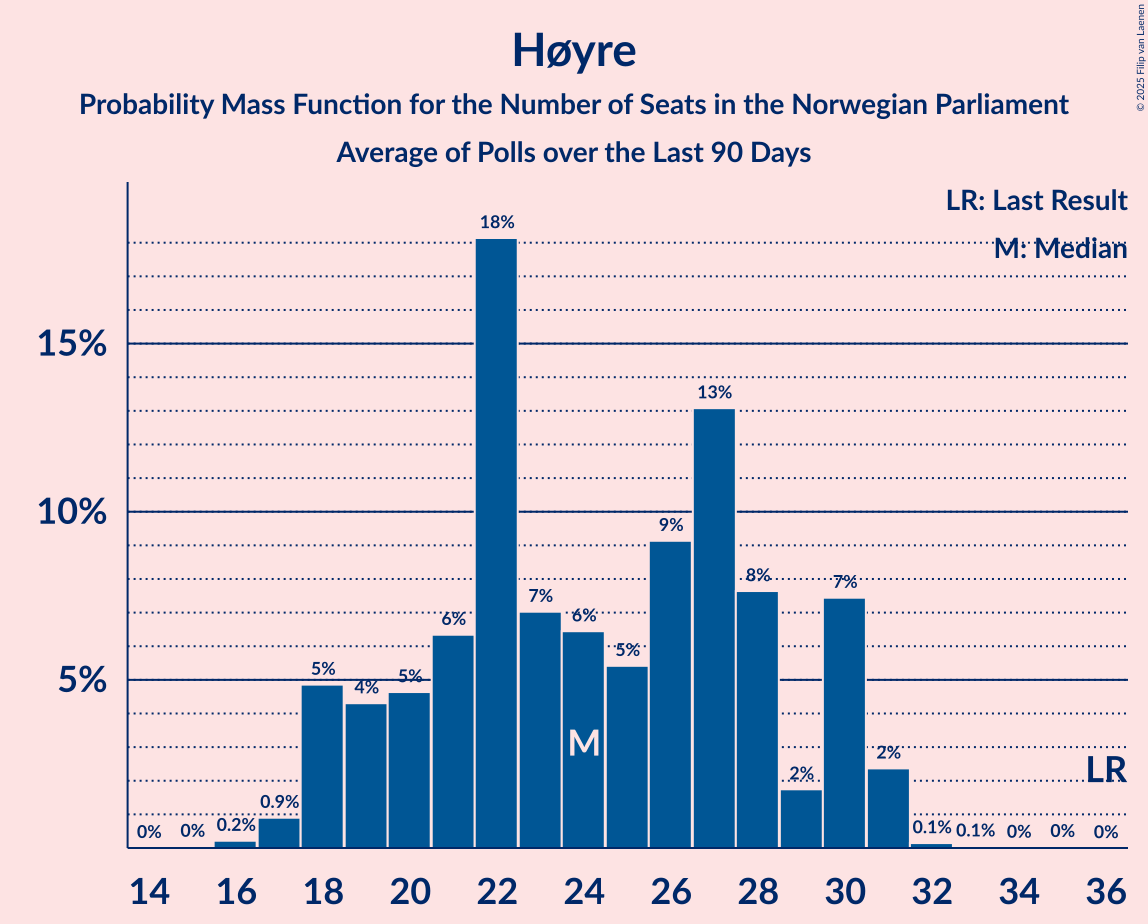 Høyre
Probability Mass Function for the Number of Seats in the Norwegian Parliament
Average of Polls over the Last 90 Days
© 2025 Filip van Laenen
LR: Last Result
M: Median
15%
10%
5%
0% 0% 0.2% 0.9% 5% 4% 5% 6% 18% 7% 6% 5% 9% 13% 8% 2% 7% 2% 0.1% 0.1% 0% 0% 0%
M
LR
14 16 18 20 22 24 26 28 30 32 34 36